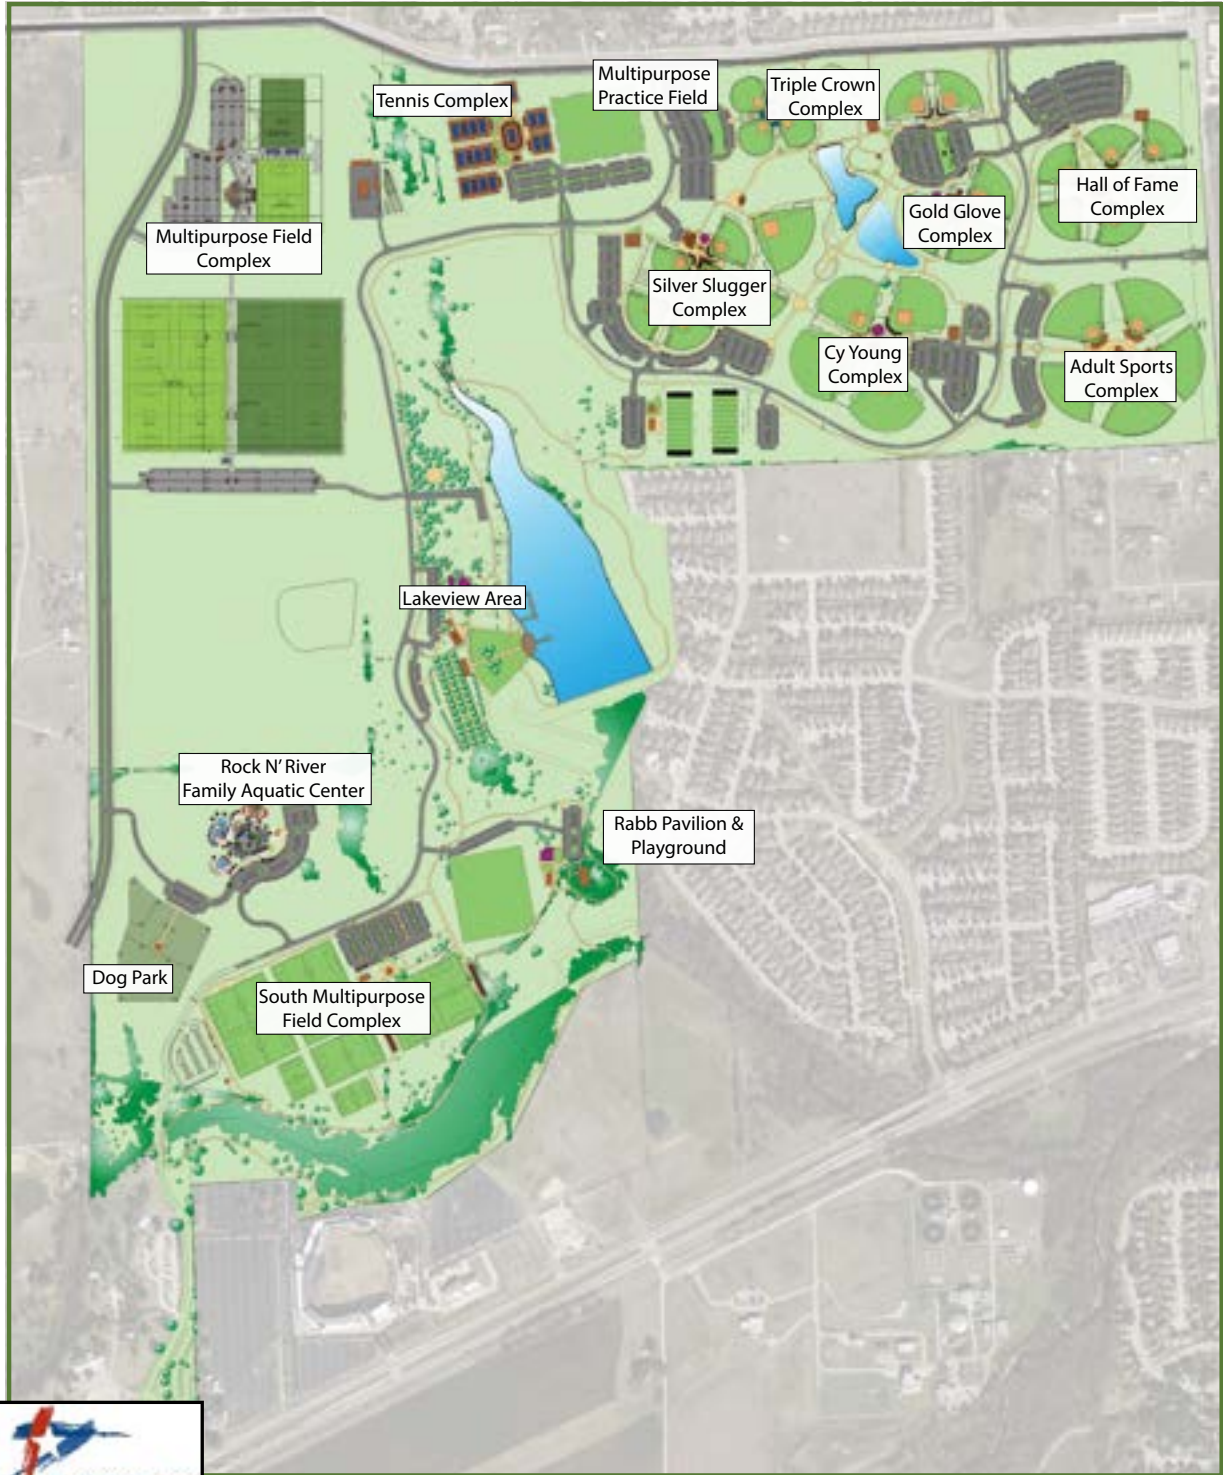 Tennis Complex
Multipurpose
Practice Field
Triple Crown
Complex
Multipurpose Field
Complex
Hall of Fame
Complex
Gold Glove
Complex
Silver Slugger
Complex
Cy Young
Complex
Adult Sports
Complex
Lakeview Area
Rock N’ River
Family Aquatic Center
Rabb Pavilion &
Playground
Dog Park
South Multipurpose
Field Complex